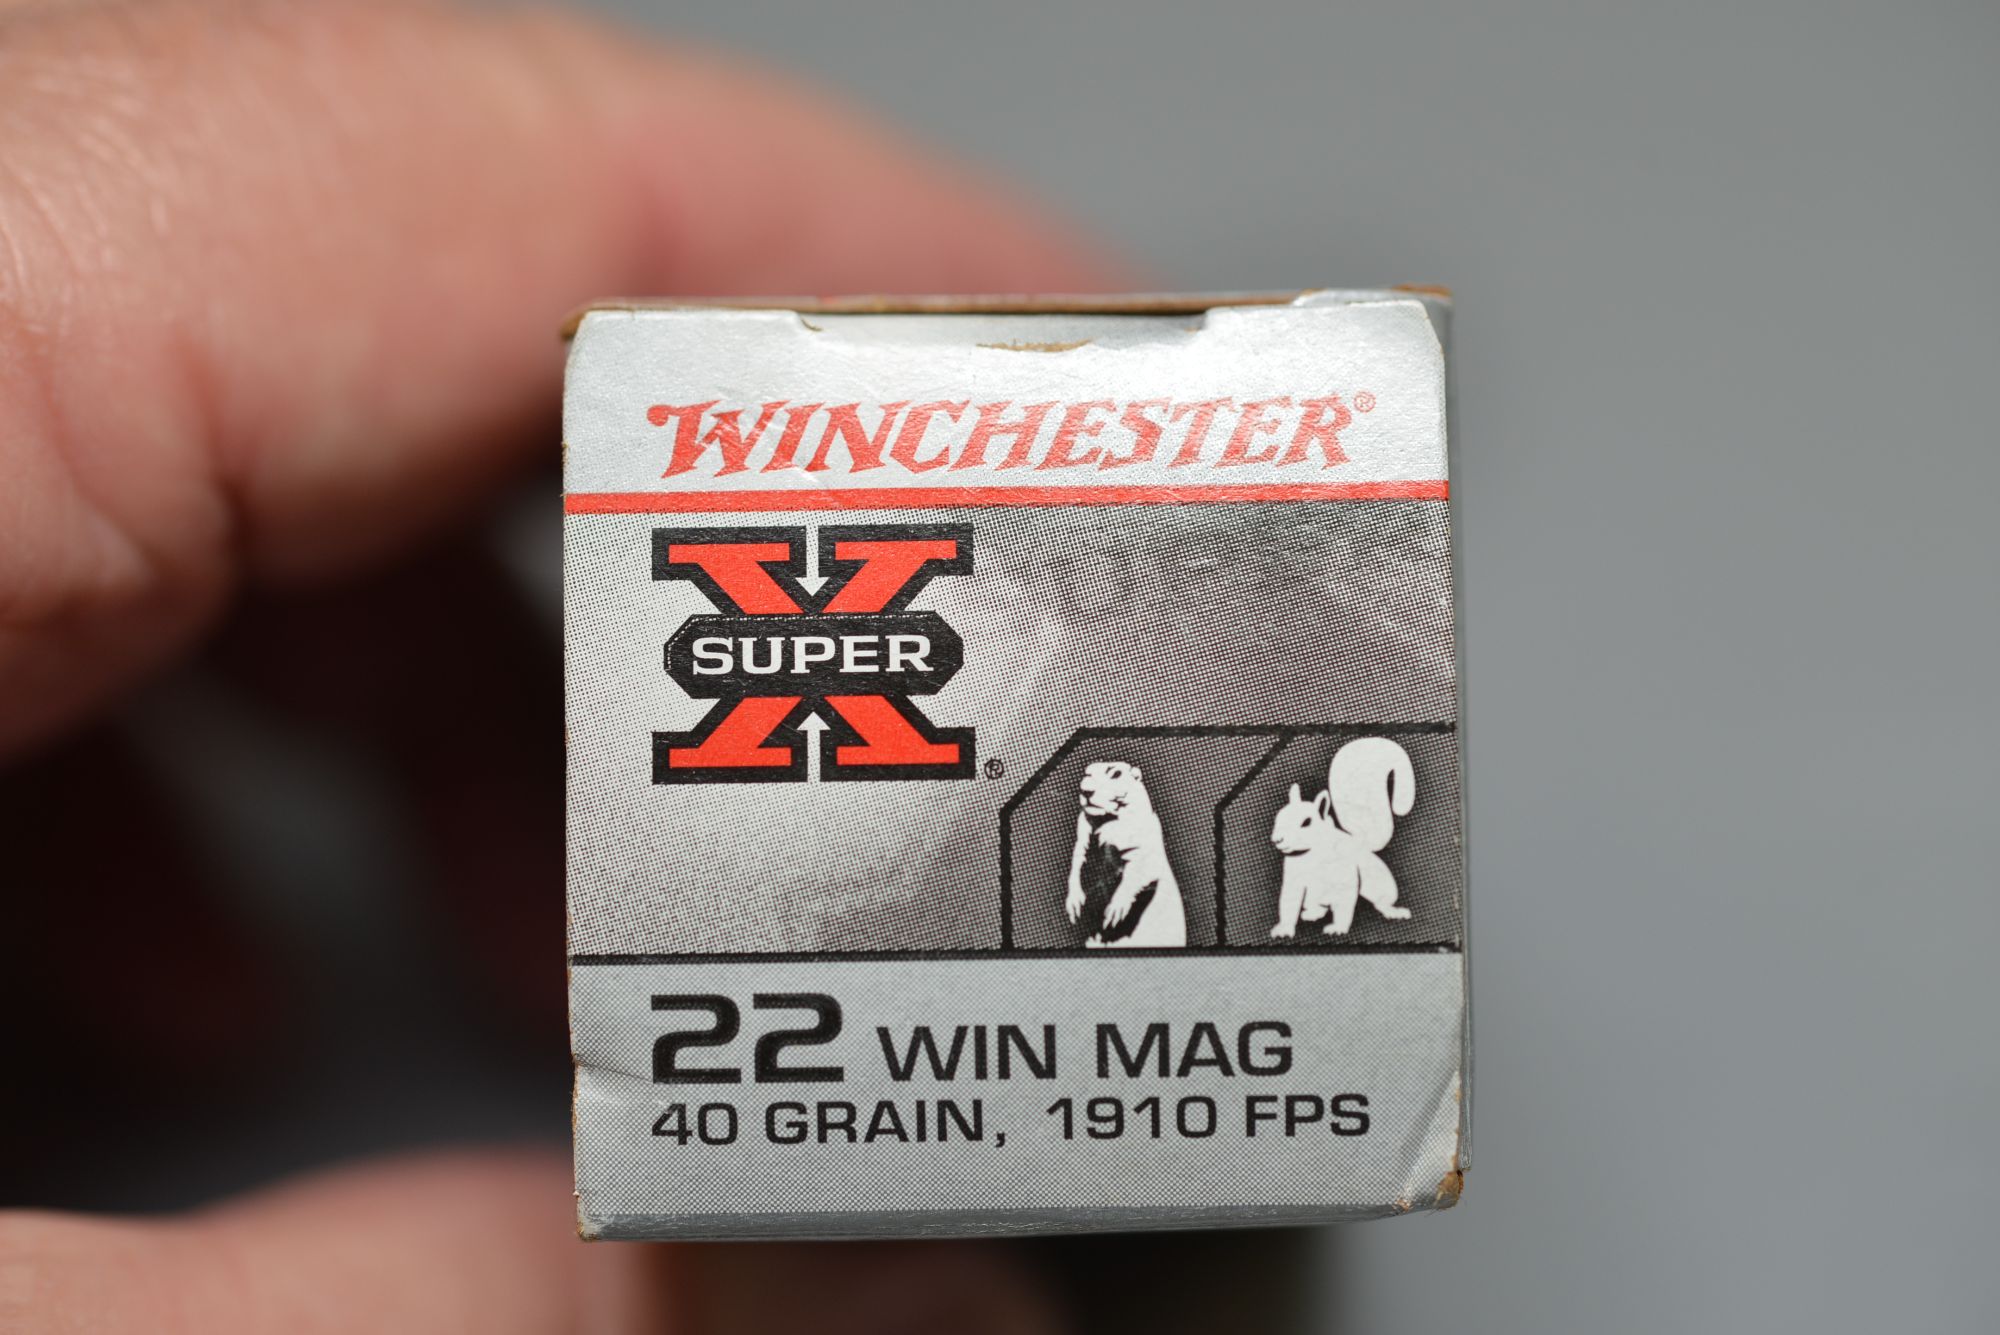 WINCHESTER®
X
SUPER
®
22 WIN MAG
40 GRAIN, 1910 FPS